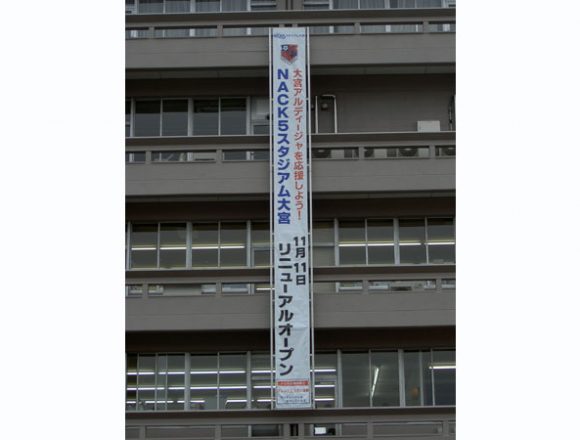 大宮アルディージャを応援しよう!
NACK5スタジアム大宮
11月11日
リニューアルオープン